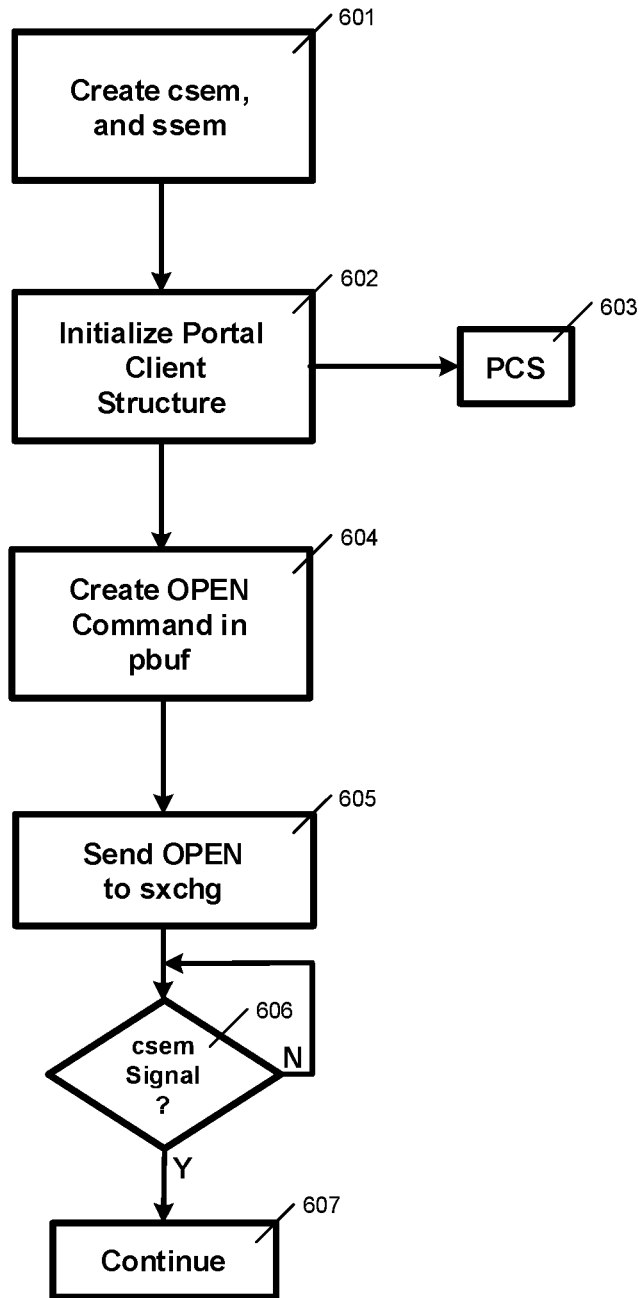 601
Create csem,
and ssem
602
Initialize Portal
Client
Structure
603
PCS
604
Create OPEN
Command in
pbuf
605
Send OPEN
to sxchg
606
csem
Signal
?
N
Y
607
Continue